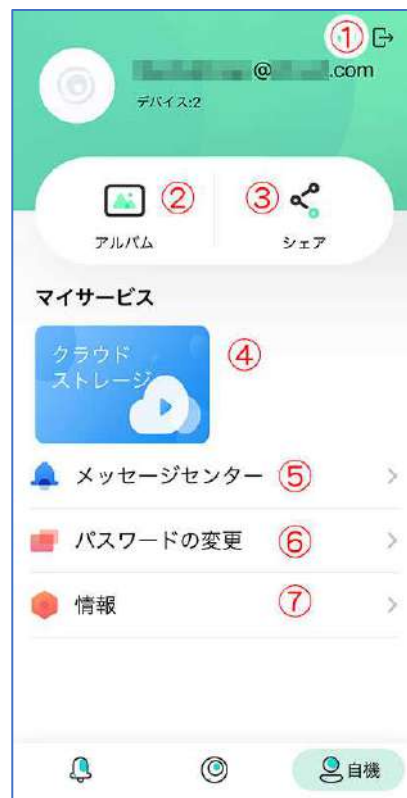 ①
@ .com
デバイス:2
② ③
アルバム シェア
マイサービス
クラウド
ストレージ
④
メッセージセンター ⑤
パスワードの変更 ⑥
情報 ⑦
自機